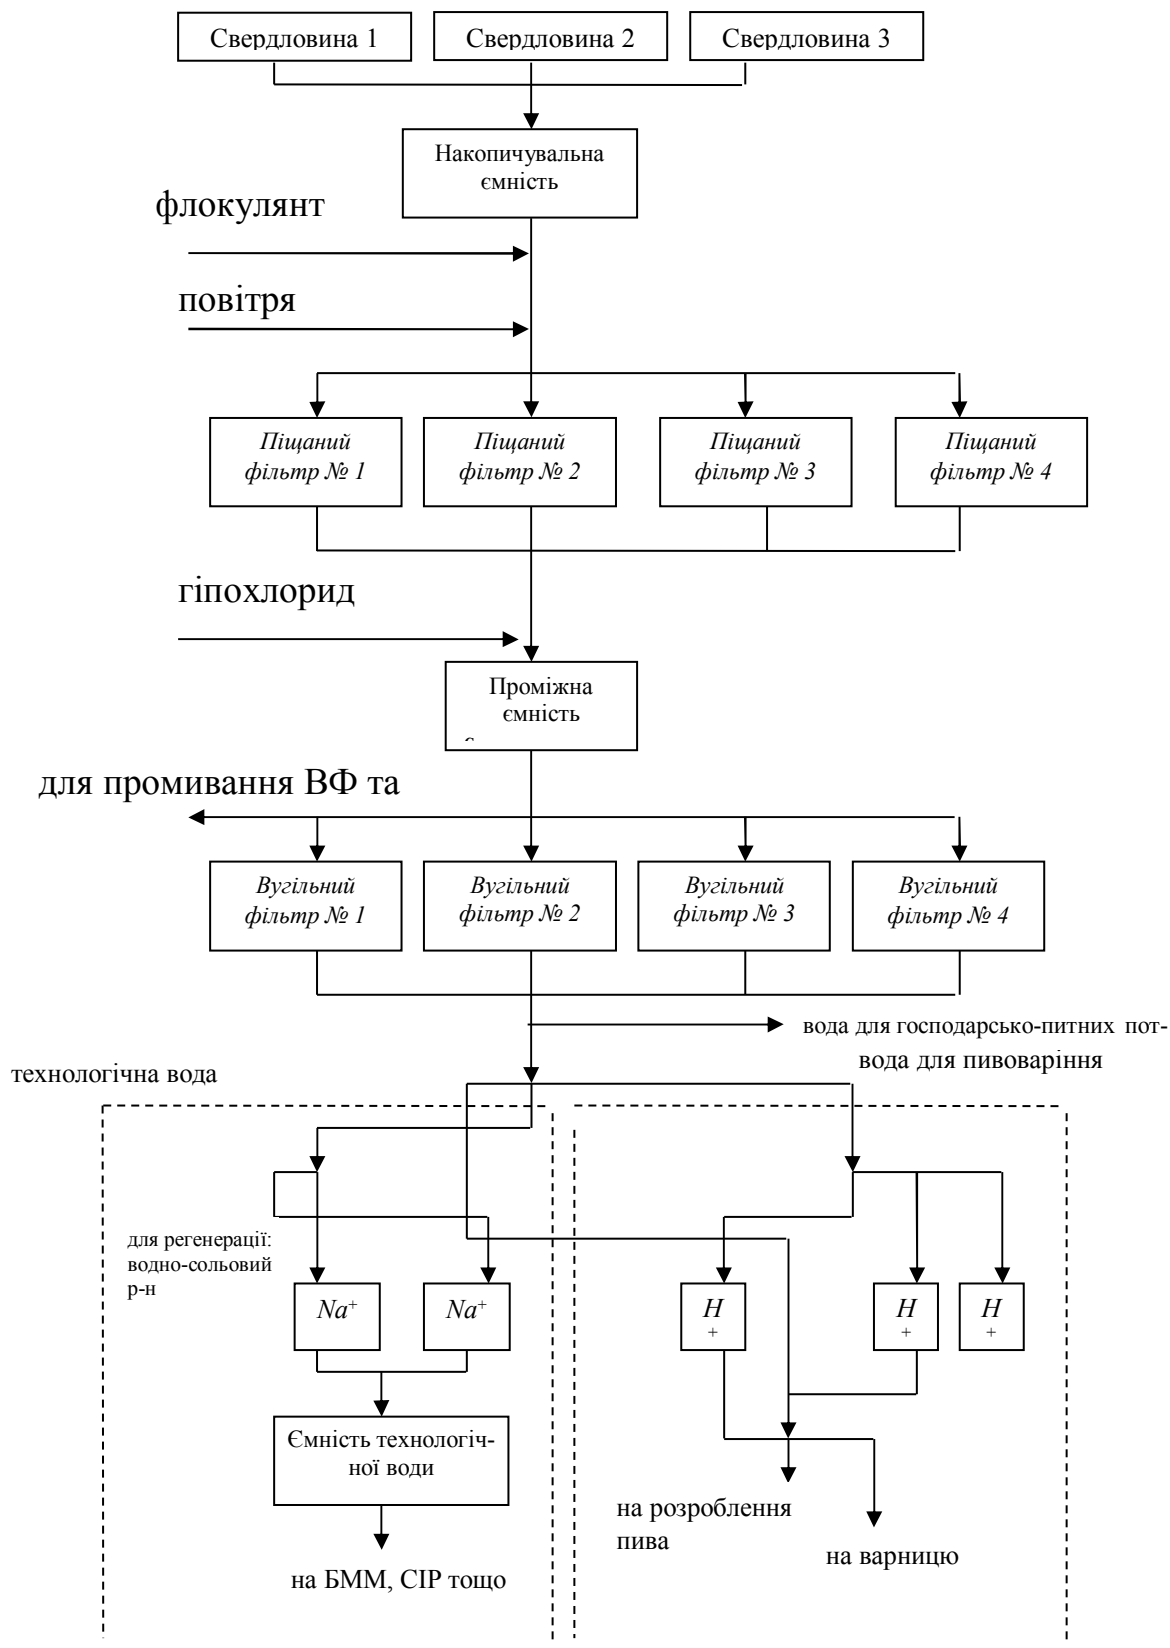 Свердловина 1
Свердловина 2
Свердловина 3
Накопичувальна
ємність
флокулянт
повітря
Піщаний
фільтр № 1
Піщаний
фільтр № 2
Піщаний
фільтр № 3
Піщаний
фільтр № 4
гіпохлорид
Проміжна
ємність
для промивання ВФ та
Вугільний
фільтр № 1
Вугільний
фільтр № 2
Вугільний
фільтр № 3
Вугільний
фільтр № 4
вода для господарсько-питних пот-
вода для пивоваріння
технологічна вода
для регенерації:
водно-сольовий
р-н
Na+
Na+
H
+
H
+
H
+
Ємність технологіч-
ної води
на розроблення
пива
на варницю
на БММ, СІР тощо